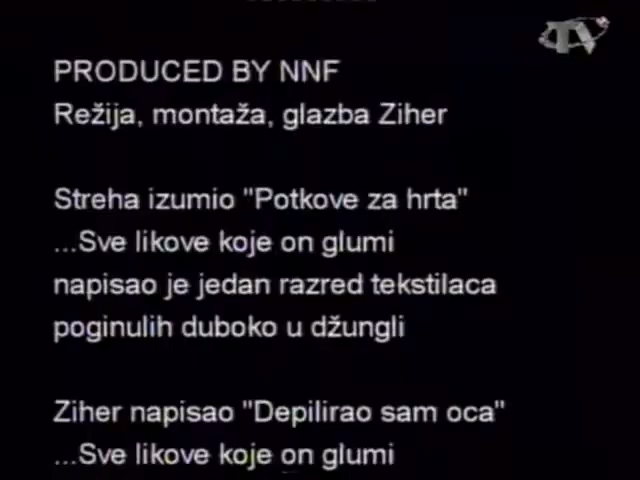 TV
PRODUCED BY NNF
Režija, montaža, glazba Ziher
Streha izumio "Potkove za hrta"
...Sve likove koje on glumi
napisao je jedan razred tekstilaca
poginulih duboko u džungli
Ziher napisao "Depilirao sam oca"
...Sve likove koje on glumi